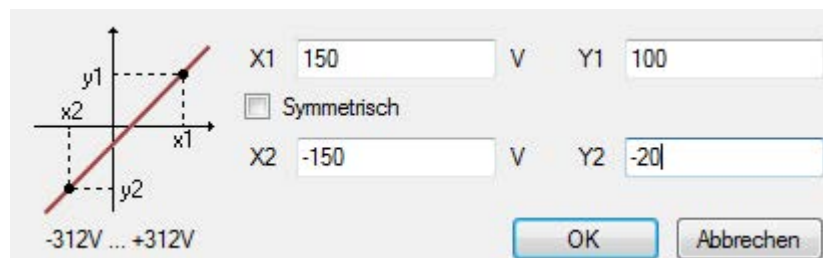 y1
x2
x1
y2
-312V ... +312V
X1 150 V Y1 100
Symmetrisch
X2 -150 V Y2 -20
OK Abbrechen